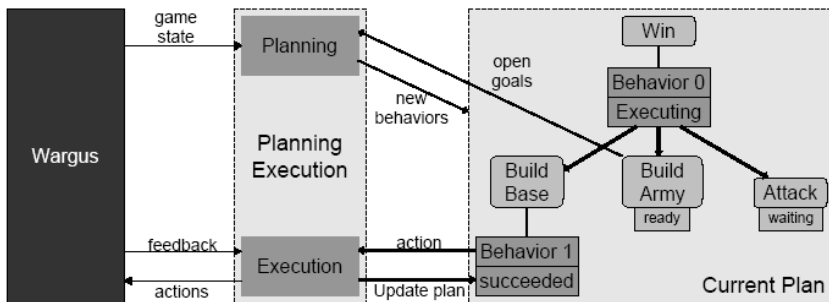 game
state
Planning
open
goals
new
behaviors
Win
Behavior 0
Executing
Wargus
Planning
Execution
Build
Base
Build
Army
ready
Attack
waiting
feedback
action
Behavior 1
succeeded
Execution
actions
Update plan
Current Plan